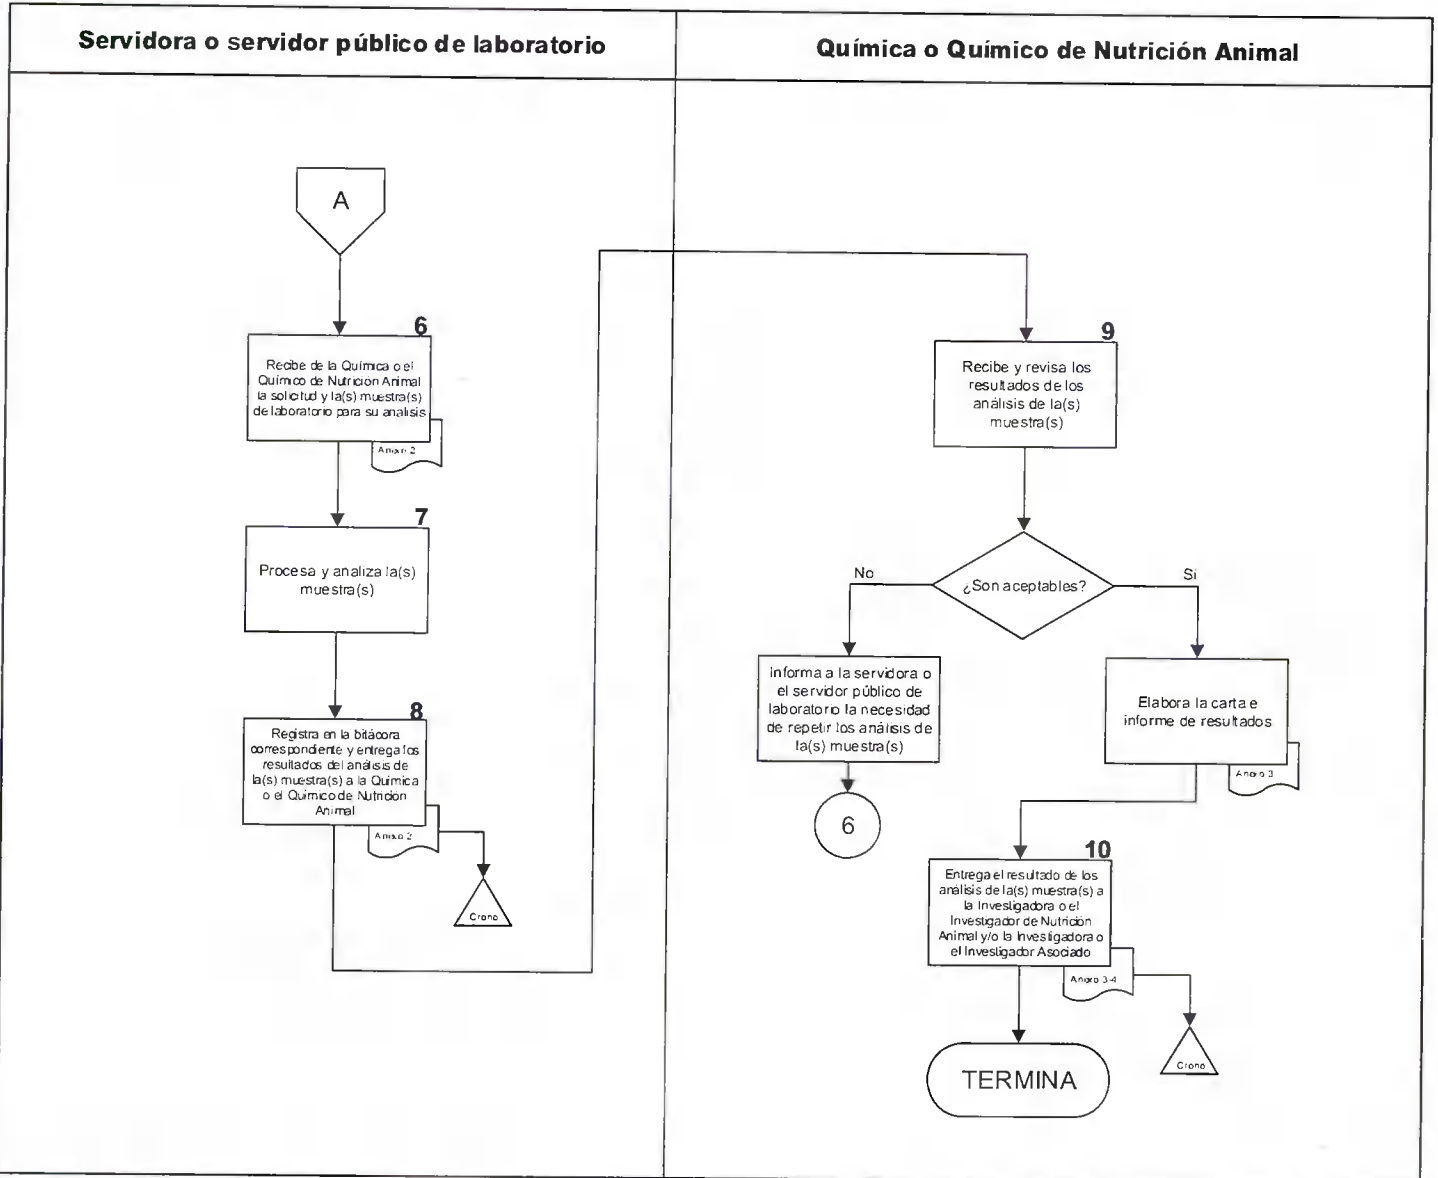 Servidora o servidor público de laboratorio
Química o Químico de Nutrición Animal
A
6
Recibe de la Química o el
Químico de Nutrición Animal
la solicitud y la(s) muestra(s)
de laboratorio para su analisis
Anexo 2
7
Procesa y analiza la(s)
muestra(s)
8
Registra en la bitácora
correspondiente y entrega los
resultados del análisis de
la(s) muestra(s) a la Química
o el Químico de Nutrición
Animal
Anexo 2
Crono
9
Recibe y revisa los
resultados de los
análisis de la(s)
muestra(s)
¿Son aceptables?
No
Si
Informa a la servidora o
el servidor público de
laboratorio la necesidad
de repetir los análisis de
la(s) muestra(s)
6
Elabora la carta e
informe de resultados
Anexo 3
10
Entrega el resultado de los
análisis de la(s) muestra(s) a
la Investigadora o el
Investigador de Nutrición
Animal y/o la Investigadora o
el Investigador Asociado
Anexo 3-4
Crono
TERMINA